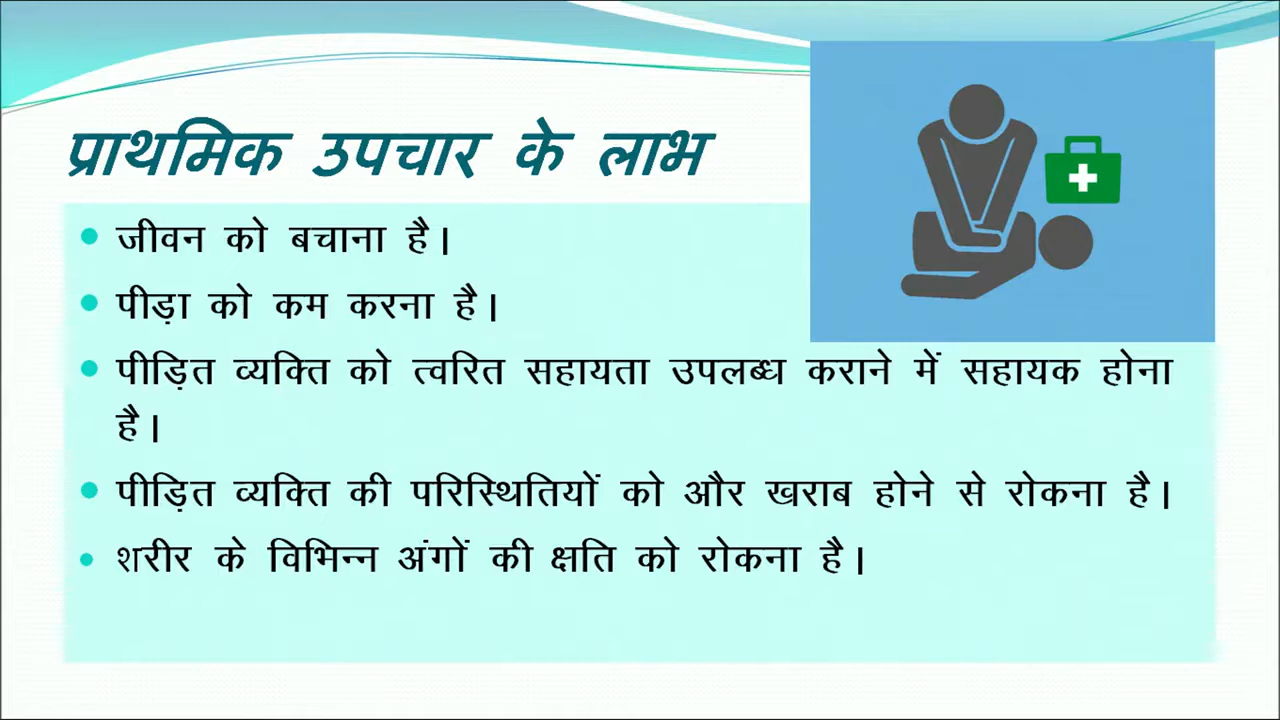 प्राथमिक उपचार के लाभ
• जीवन को बचाना है।
• पीड़ा को कम करना है।
• पीड़ित व्यक्ति को त्वरित सहायता उपलब्ध कराने में सहायक होना
है।
• पीड़ित व्यक्ति की परिस्थितियों को और खराब होने से रोकना है।
• शरीर के विभिन्न अंगों की क्षति को रोकना है।